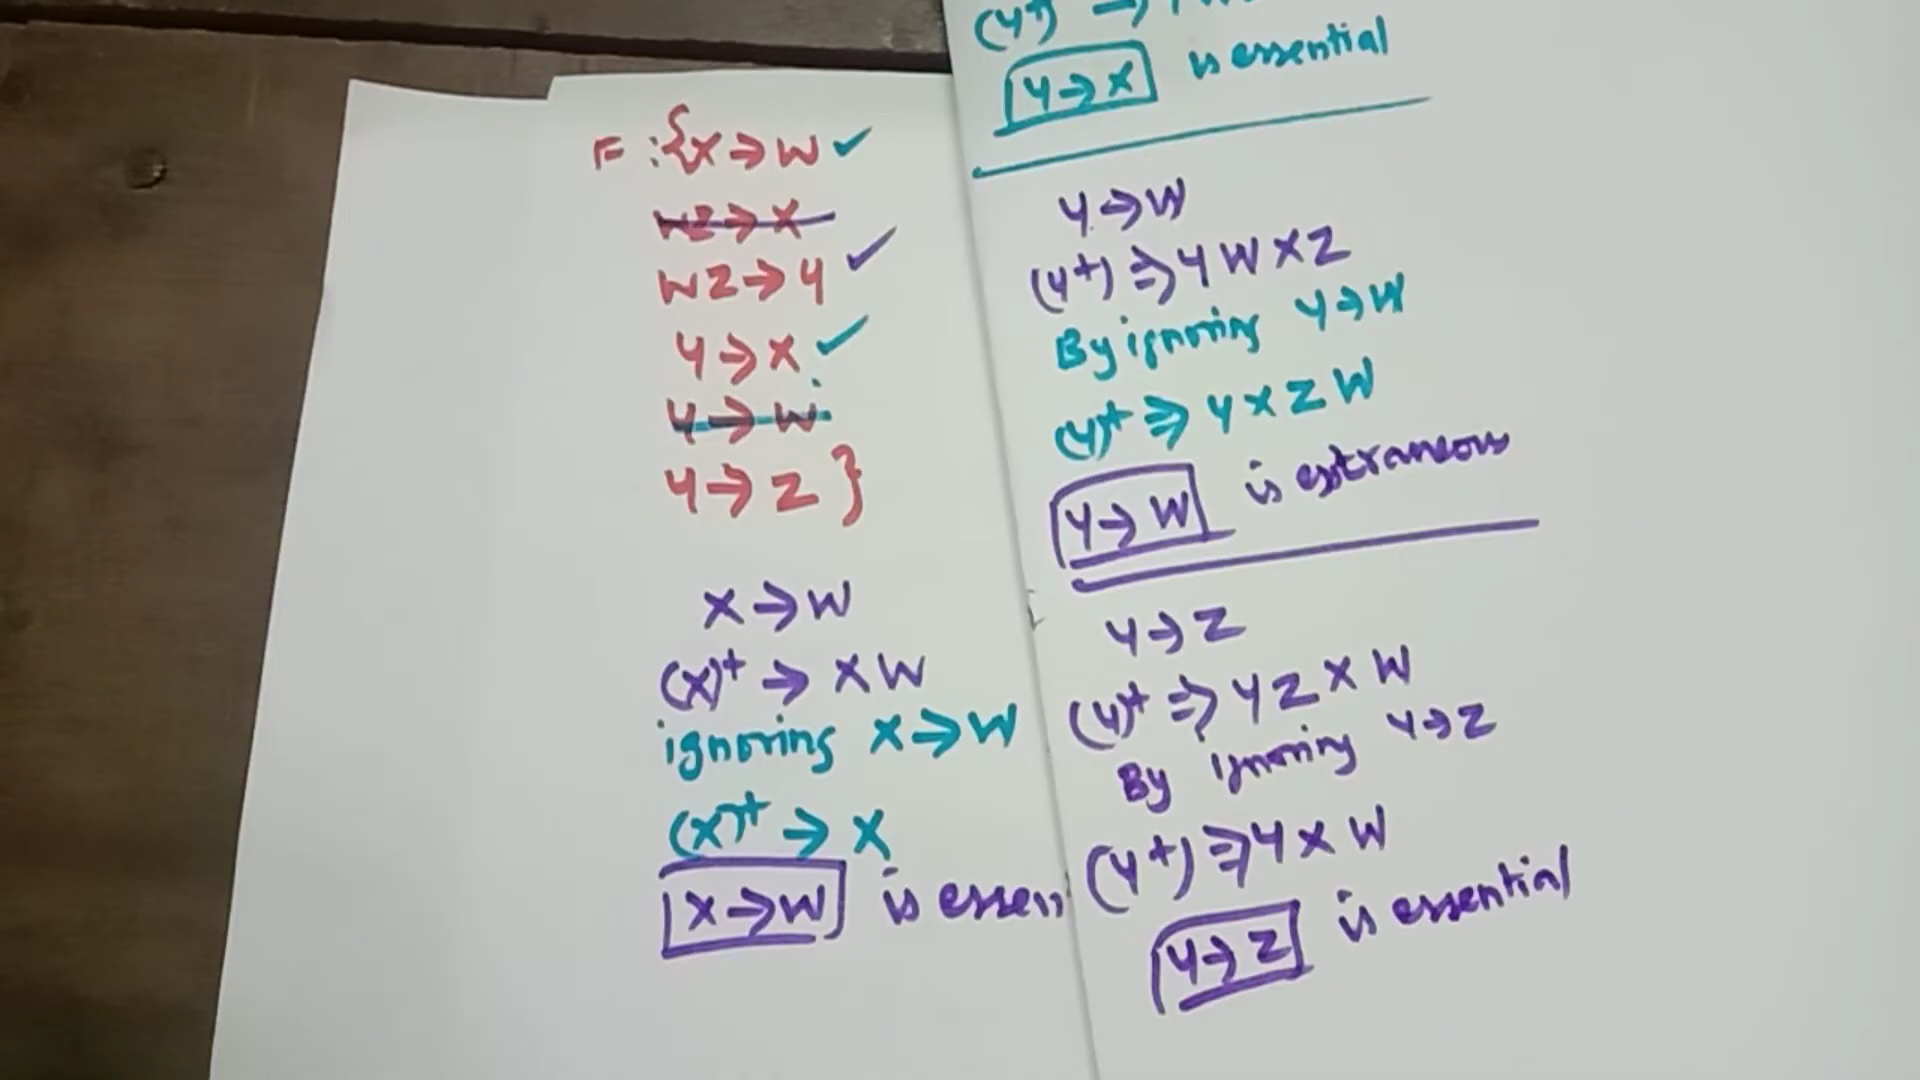 F : {X → W ✓
WZ → X
WZ → Y ✓
Y → X ✓
Y → W
Y → Z }
X → W
(X)+ → X W
ignoring X → W
(X)+ → X
X → W is essen
(Y+) →
Y → X is essential
Y → W
(Y+) ⇒ Y W X Z
By ignoring Y → W
(Y)+ ⇒ Y X Z W
Y → W is extraneous
Y → Z
(Y)+ ⇒ Y Z X W
By ignoring Y → Z
(Y+) ⇒ Y X W
Y → Z is essential